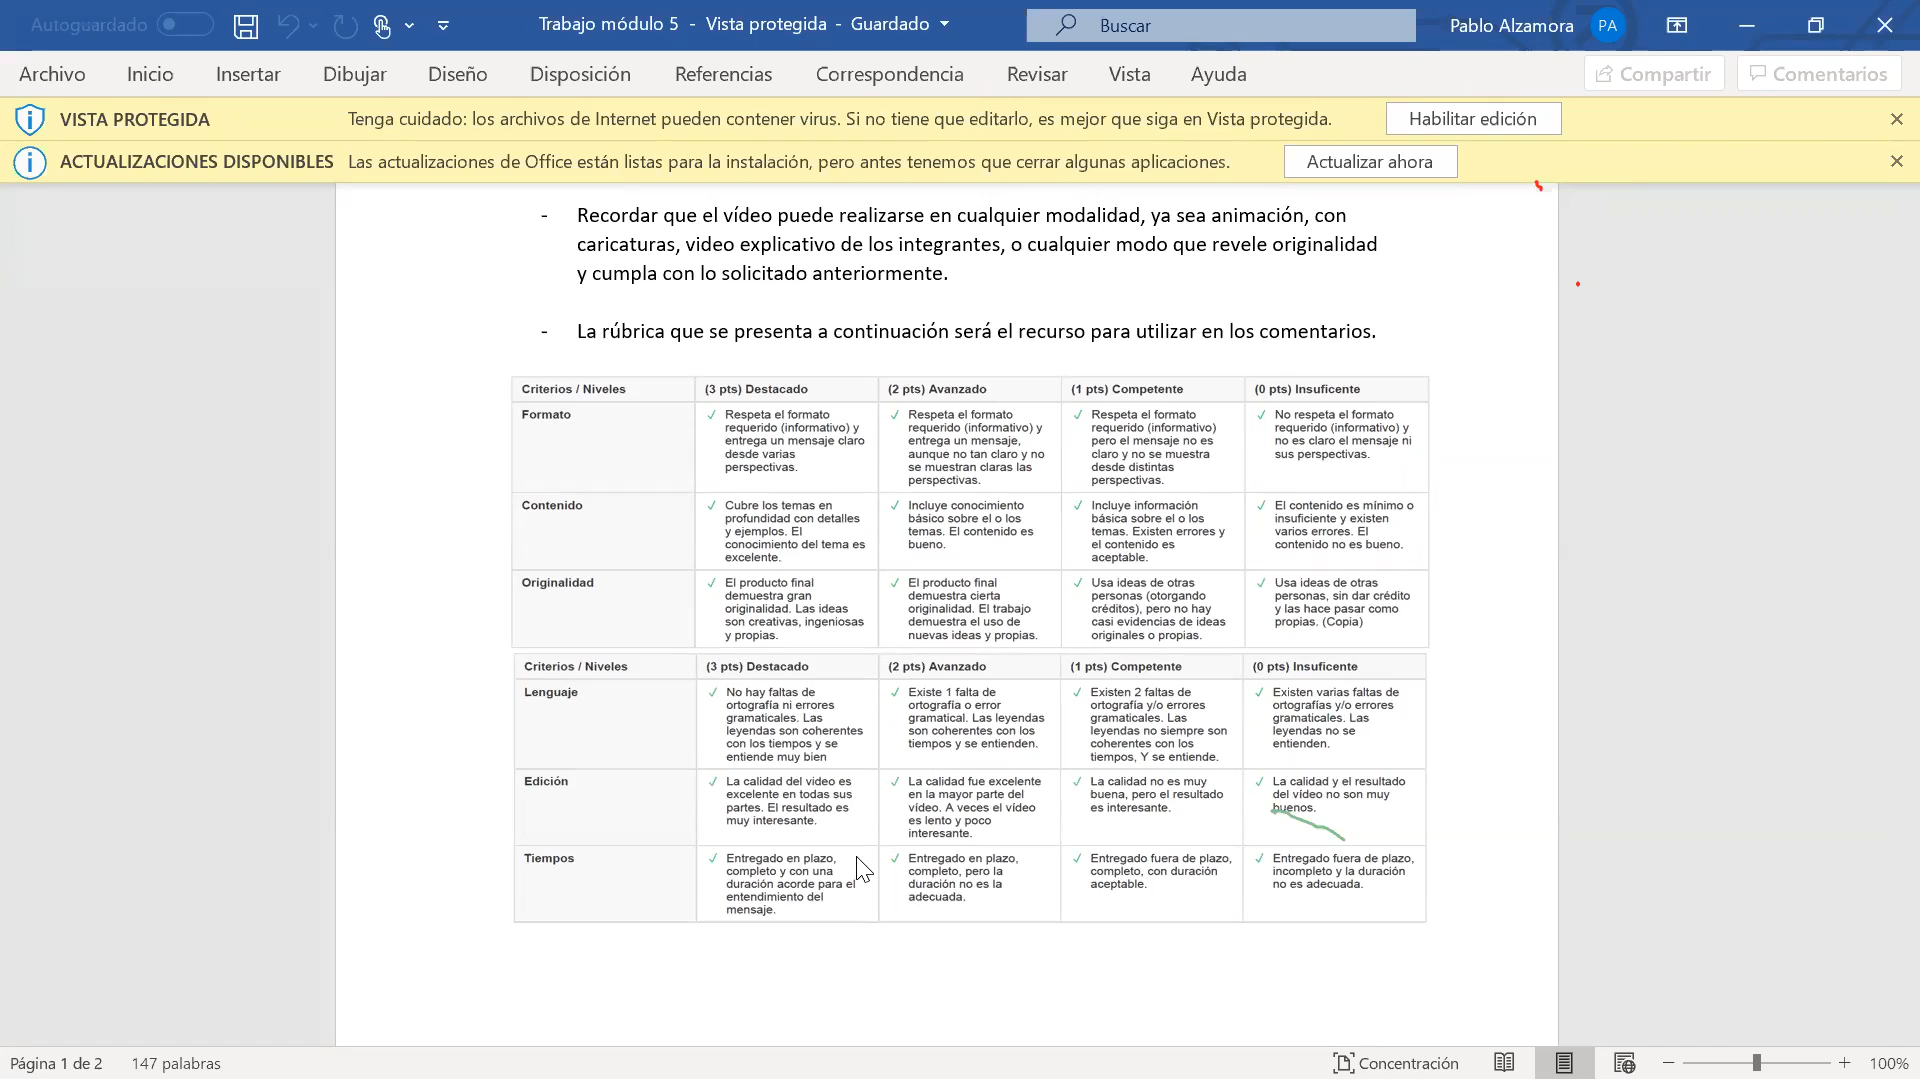 Autoguardado
Trabajo módulo 5 - Vista protegida - Guardado
Buscar
Pablo Alzamora PA
Archivo Inicio Insertar Dibujar Diseño Disposición Referencias Correspondencia Revisar Vista Ayuda Compartir Comentarios
VISTA PROTEGIDA Tenga cuidado: los archivos de Internet pueden contener virus. Si no tiene que editarlo, es mejor que siga en Vista protegida. Habilitar edición
ACTUALIZACIONES DISPONIBLES Las actualizaciones de Office están listas para la instalación, pero antes tenemos que cerrar algunas aplicaciones. Actualizar ahora
- Recordar que el vídeo puede realizarse en cualquier modalidad, ya sea animación, con
caricaturas, video explicativo de los integrantes, o cualquier modo que revele originalidad
y cumpla con lo solicitado anteriormente.
- La rúbrica que se presenta a continuación será el recurso para utilizar en los comentarios.
Criterios / Niveles (3 pts) Destacado (2 pts) Avanzado (1 pts) Competente (0 pts) Insuficente
Formato
✓ Respeta el formato
requerido (informativo) y
entrega un mensaje claro
desde varias
perspectivas.
✓ Respeta el formato
requerido (informativo) y
entrega un mensaje,
aunque no tan claro y no
se muestran claras las
perspectivas.
✓ Respeta el formato
requerido (informativo)
pero el mensaje no es
claro y no se muestra
desde distintas
perspectivas.
✓ No respeta el formato
requerido (informativo) y
no es claro el mensaje ni
sus perspectivas.
Contenido
✓ Cubre los temas en
profundidad con detalles
y ejemplos. El
conocimiento del tema es
excelente.
✓ Incluye conocimiento
básico sobre el o los
temas. El contenido es
bueno.
✓ Incluye información
básica sobre el o los
temas. Existen errores y
el contenido es
aceptable.
✓ El contenido es mínimo o
insuficiente y existen
varios errores. El
contenido no es bueno.
Originalidad
✓ El producto final
demuestra gran
originalidad. Las ideas
son creativas, ingeniosas
y propias.
✓ El producto final
demuestra cierta
originalidad. El trabajo
demuestra el uso de
nuevas ideas y propias.
✓ Usa ideas de otras
personas (otorgando
créditos), pero no hay
casi evidencias de ideas
originales o propias.
✓ Usa ideas de otras
personas, sin dar crédito
y las hace pasar como
propias. (Copia)
Criterios / Niveles (3 pts) Destacado (2 pts) Avanzado (1 pts) Competente (0 pts) Insuficente
Lenguaje
✓ No hay faltas de
ortografía ni errores
gramaticales. Las
leyendas son coherentes
con los tiempos y se
entiende muy bien
✓ Existe 1 falta de
ortografía o error
gramatical. Las leyendas
son coherentes con los
tiempos y se entienden.
✓ Existen 2 faltas de
ortografía y/o errores
gramaticales. Las
leyendas no siempre son
coherentes con los
tiempos, Y se entiende.
✓ Existen varias faltas de
ortografías y/o errores
gramaticales. Las
leyendas no se
entienden.
Edición
✓ La calidad del video es
excelente en todas sus
partes. El resultado es
muy interesante.
✓ La calidad fue excelente
en la mayor parte del
vídeo. A veces el vídeo
es lento y poco
interesante.
✓ La calidad no es muy
buena, pero el resultado
es interesante.
✓ La calidad y el resultado
del vídeo no son muy
buenos.
Tiempos
✓ Entregado en plazo,
completo y con una
duración acorde para el
entendimiento del
mensaje.
✓ Entregado en plazo,
completo, pero la
duración no es la
adecuada.
✓ Entregado fuera de plazo,
completo, con duración
aceptable.
✓ Entregado fuera de plazo,
incompleto y la duración
no es adecuada.
Página 1 de 2 147 palabras Concentración 100%